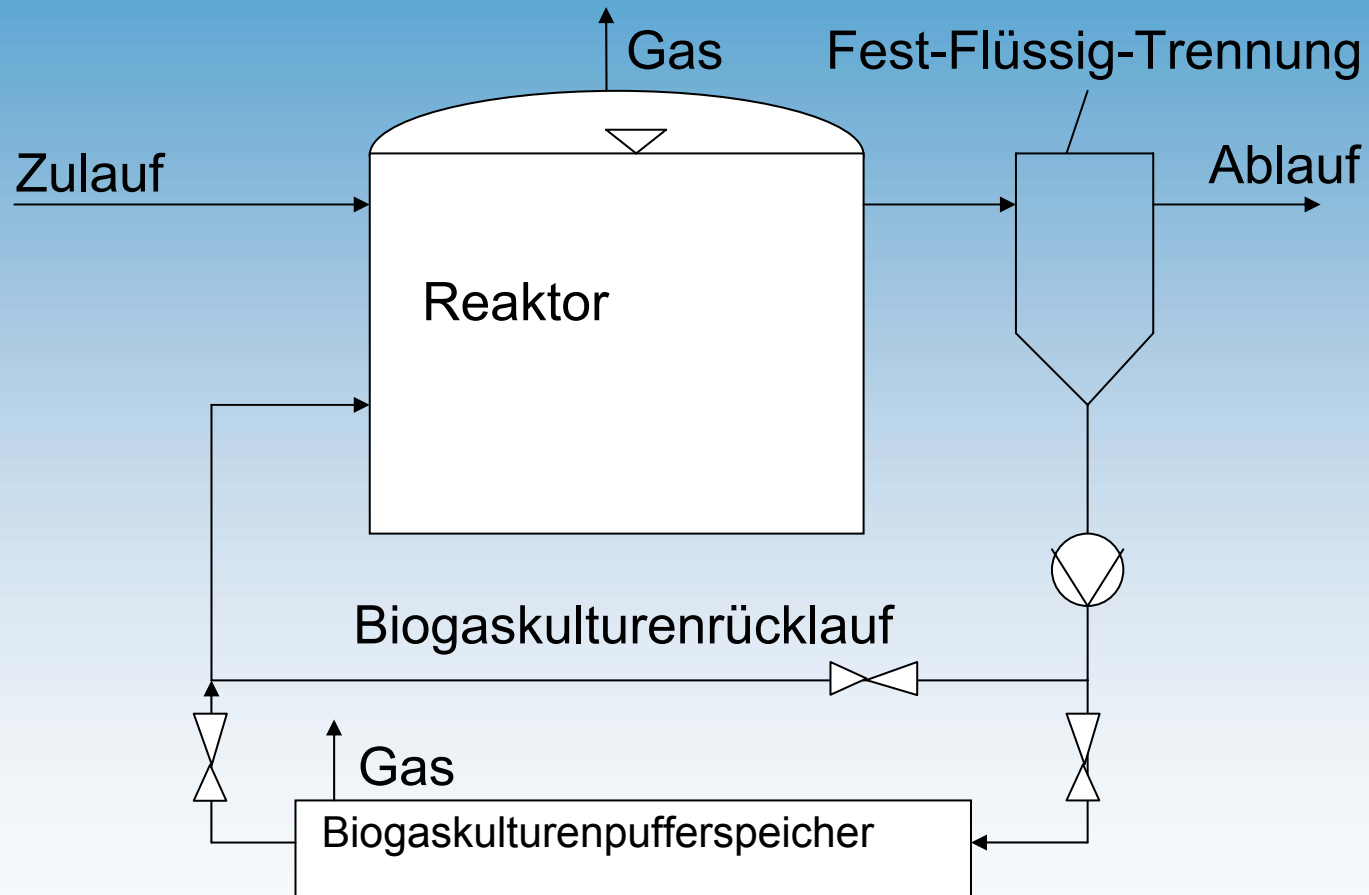 Gas
Fest-Flüssig-Trennung
Zulauf
Ablauf
Reaktor
Biogaskulturenrücklauf
Gas
Biogaskulturenpufferspeicher